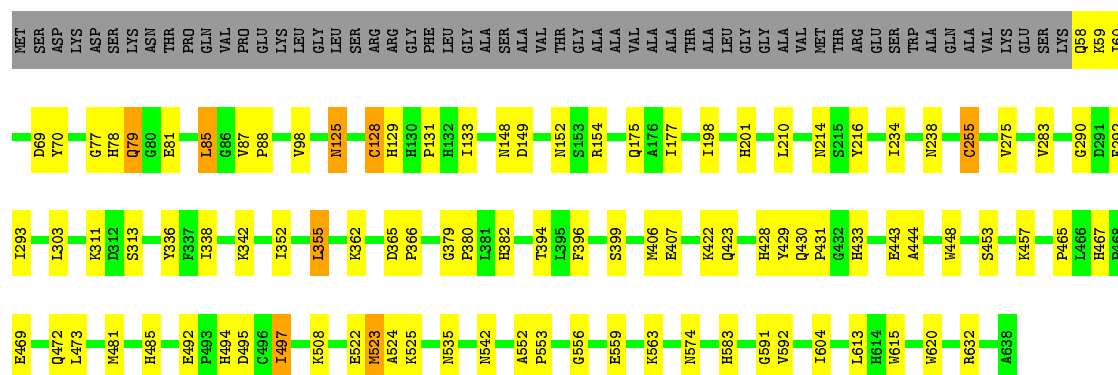 MET SER ASP LYS ASP SER LYS ASN THR PRO GLN VAL PRO GLU LYS LEU GLY LEU SER ARG ARG GLY PHE LEU GLY ALA SER ALA VAL THR GLY ALA ALA VAL ALA ALA THR ALA LEU GLY GLY ALA VAL MET THR ARG GLU SER TRP ALA GLN ALA VAL LYS GLU SER LYS Q58 K59 I60
D69 Y70 G77 H78 Q79 G80 E81 L85 G86 V87 P88 V98 N125 C128 H129 H130 P131 H132 I133 N148 D149 N152 S153 R154 Q175 A176 I177 I198 H201 L210 N214 S215 Y216 I234 N238 C255 V275 V283 G290 D291 E292
I293 L303 K311 D312 S313 Y336 F337 I338 K342 I352 L355 K362 D365 P366 G379 P380 L381 H382 T394 L395 F396 S399 M406 E407 K422 Q423 H428 Y429 Q430 P431 G432 H433 E443 A444 W448 S453 K457 P465 L466 H467 P468
E469 Q472 L473 M481 H485 E492 P493 H494 D495 C496 I497 K508 E522 M523 A524 K525 N535 N542 A552 P553 G556 E559 K563 N574 H583 G591 V592 I604 L613 H614 W615 W620 R632 A638